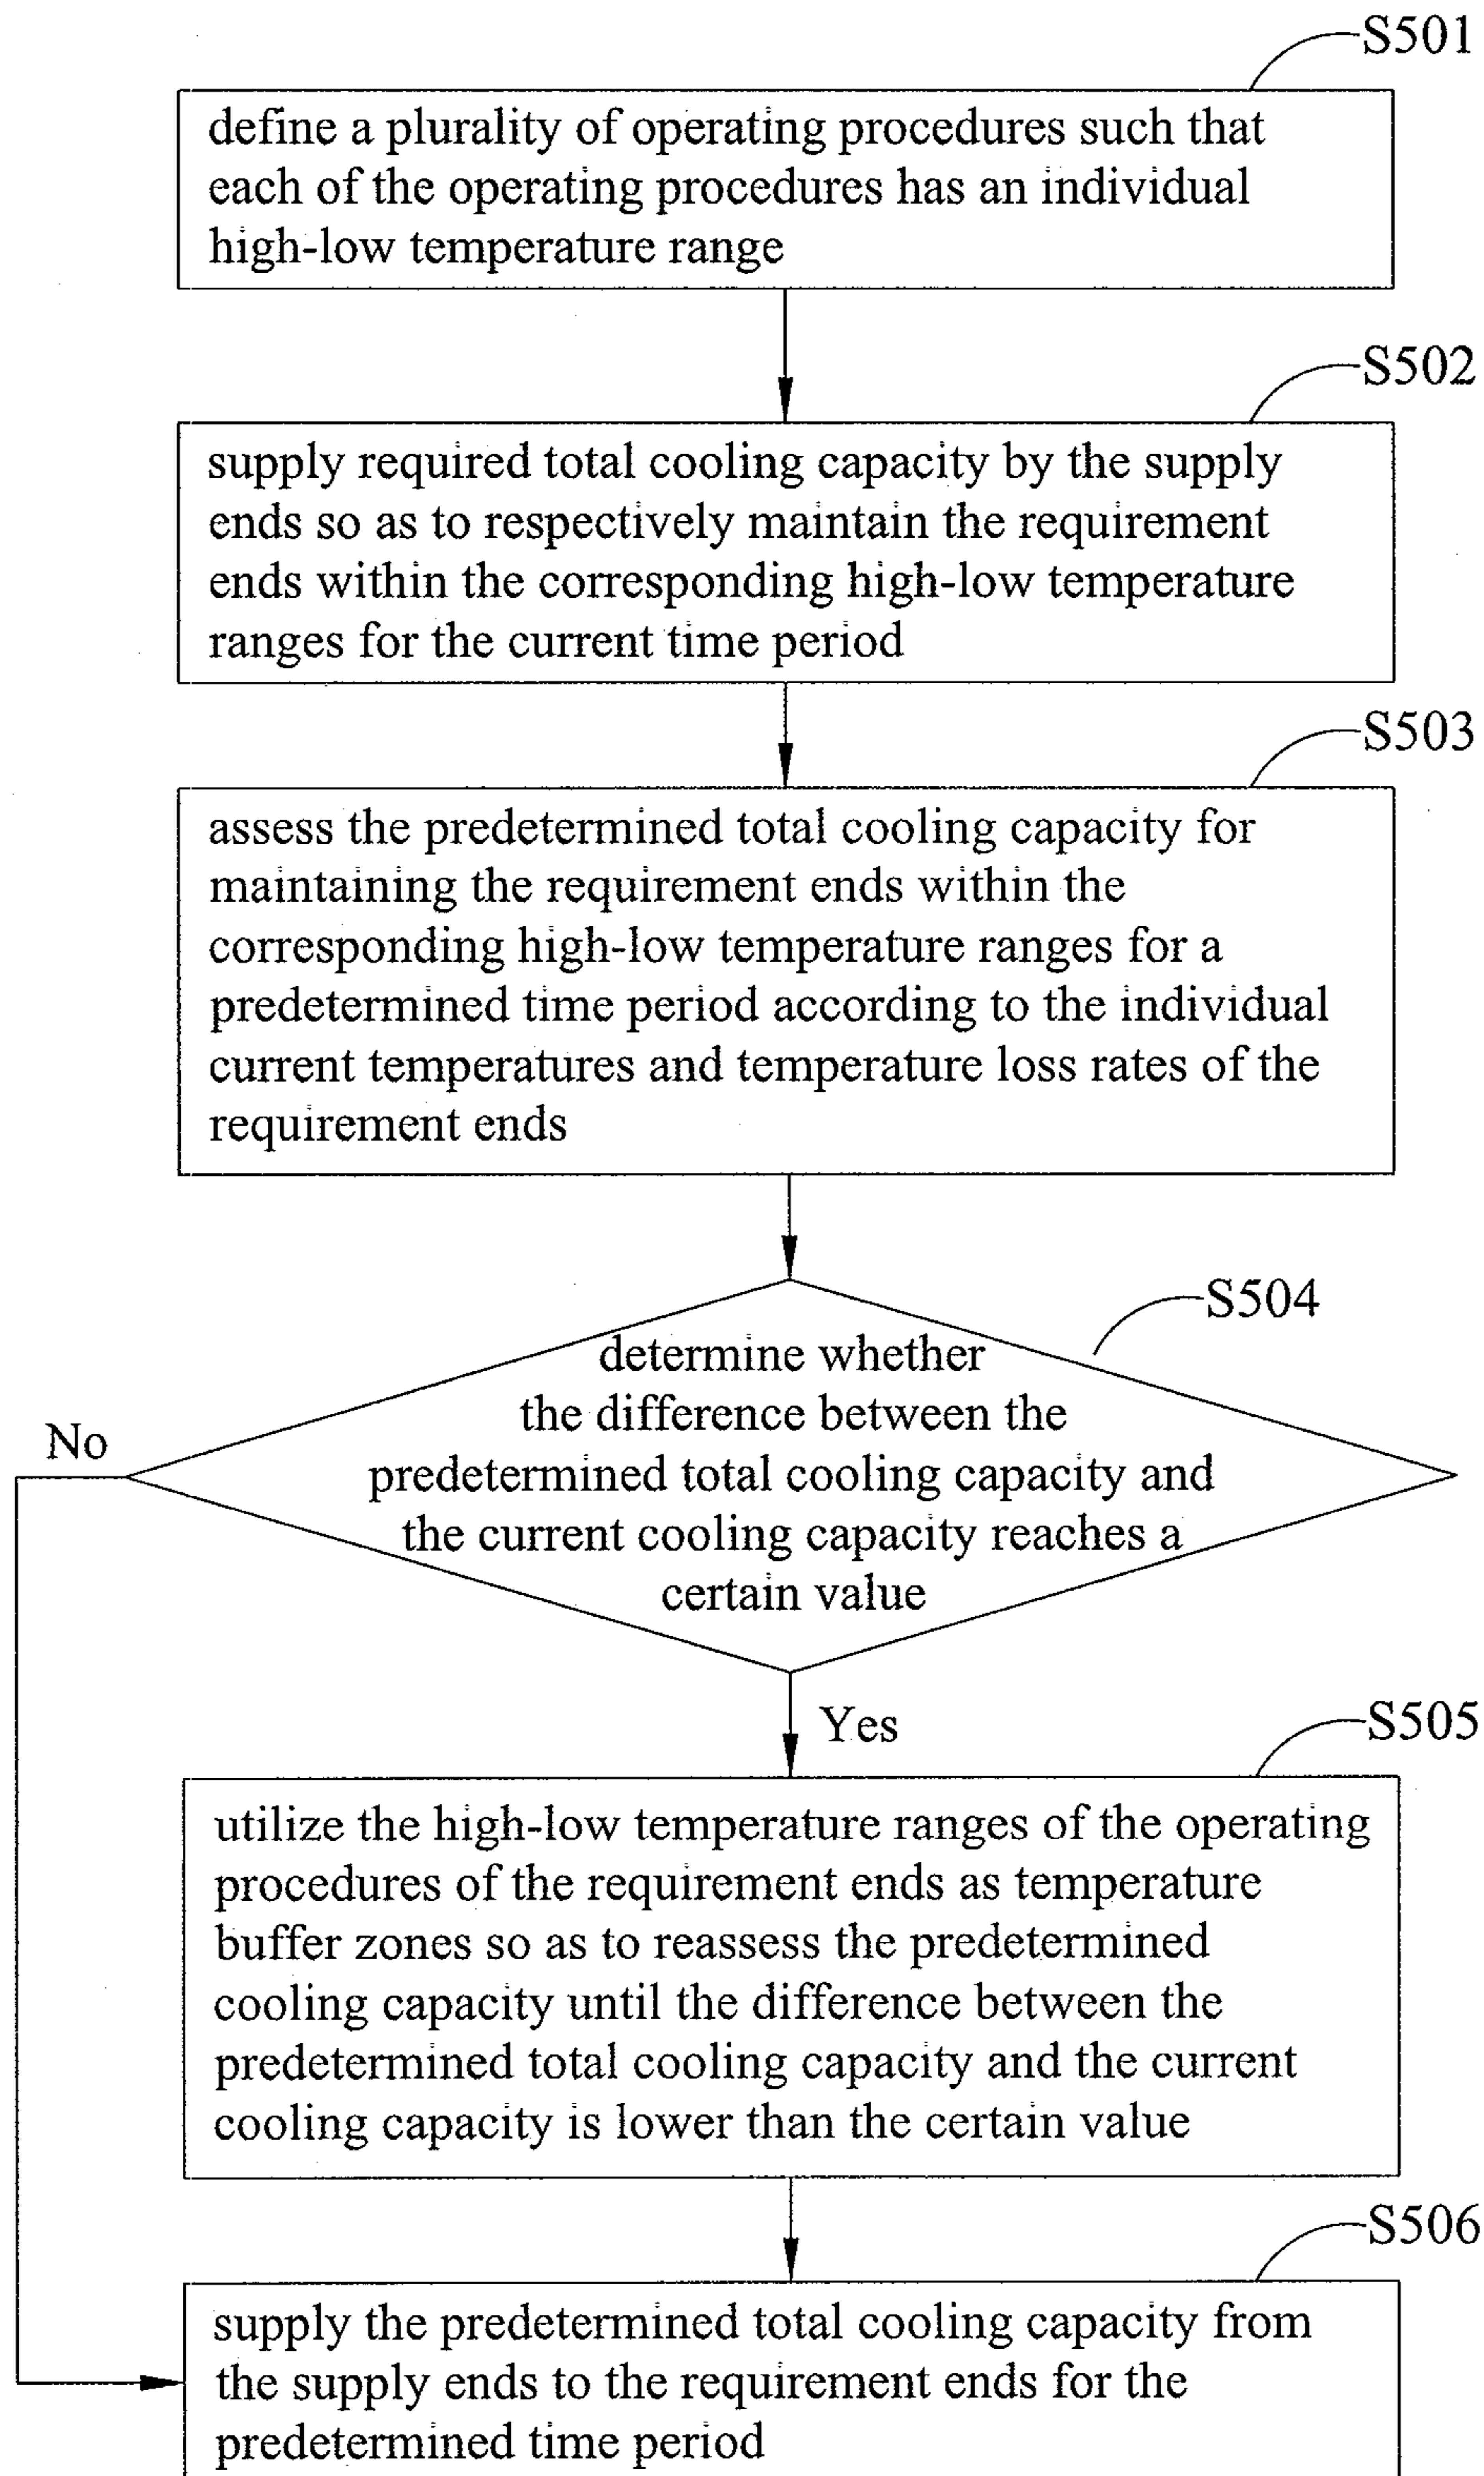 S501
define a plurality of operating procedures such that
each of the operating procedures has an individual
high-low temperature range
S502
supply required total cooling capacity by the supply
ends so as to respectively maintain the requirement
ends within the corresponding high-low temperature
ranges for the current time period
S503
assess the predetermined total cooling capacity for
maintaining the requirement ends within the
corresponding high-low temperature ranges for a
predetermined time period according to the individual
current temperatures and temperature loss rates of the
requirement ends
S504
determine whether
the difference between the
predetermined total cooling capacity and
the current cooling capacity reaches a
certain value
No
Yes
S505
utilize the high-low temperature ranges of the operating
procedures of the requirement ends as temperature
buffer zones so as to reassess the predetermined
cooling capacity until the difference between the
predetermined total cooling capacity and the current
cooling capacity is lower than the certain value
S506
supply the predetermined total cooling capacity from
the supply ends to the requirement ends for the
predetermined time period